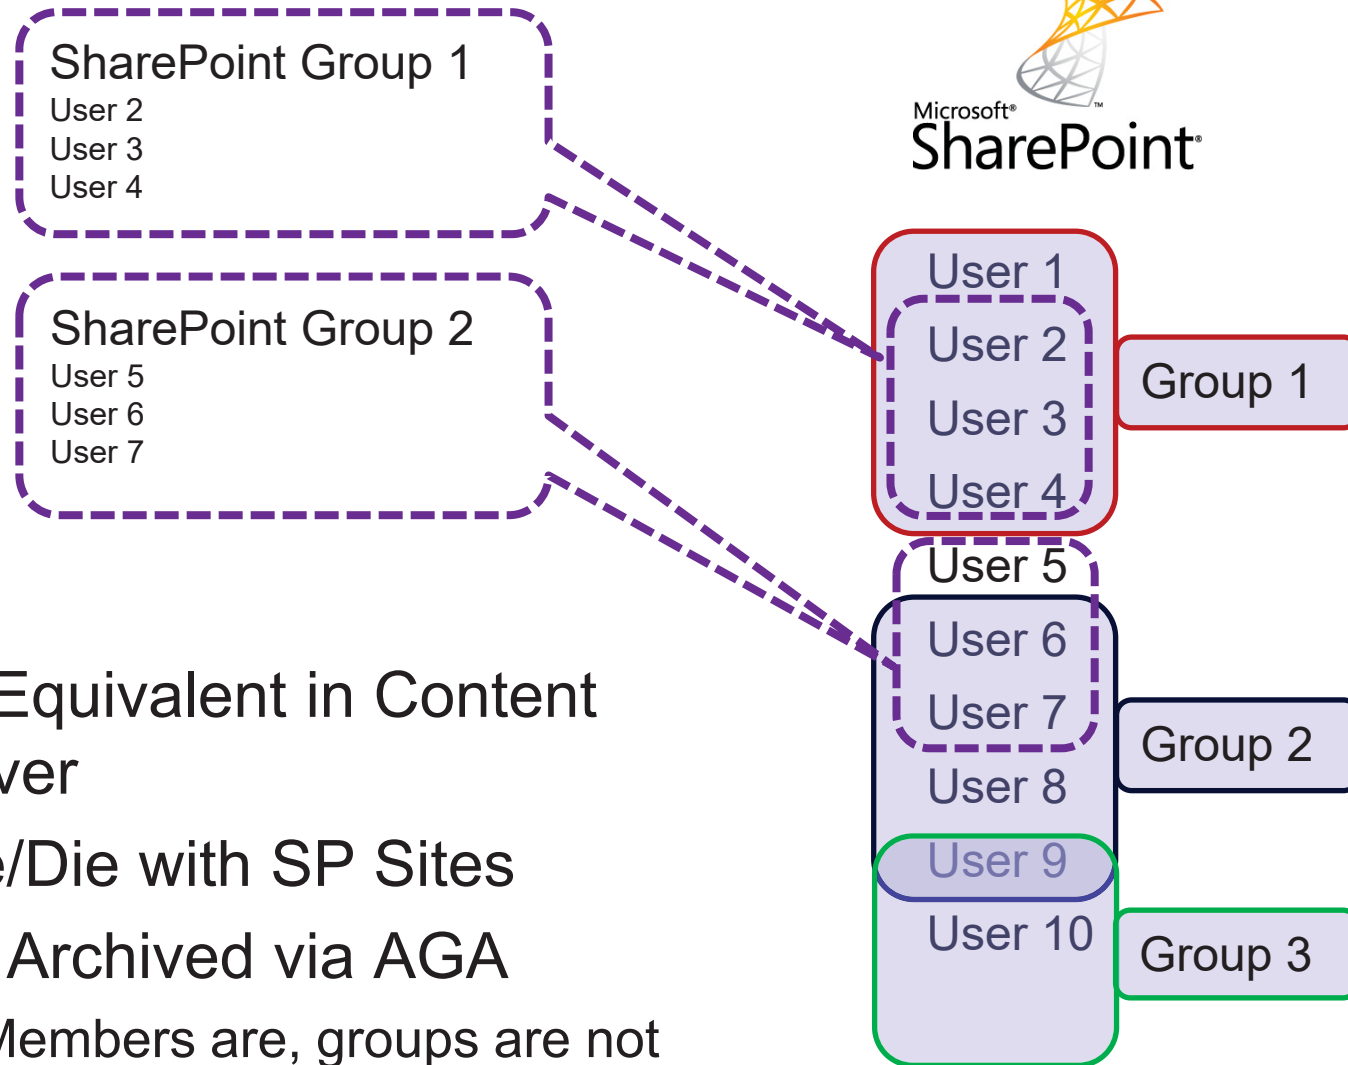 SharePoint Group 1
User 2
User 3
User 4
SharePoint Group 2
User 5
User 6
User 7
Equivalent in Content
ver
e/Die with SP Sites
Archived via AGA
Members are, groups are not
Microsoft®
SharePoint®
™
User 1
User 2
User 3
User 4
User 5
User 6
User 7
User 8
User 9
User 10
Group 1
Group 2
Group 3